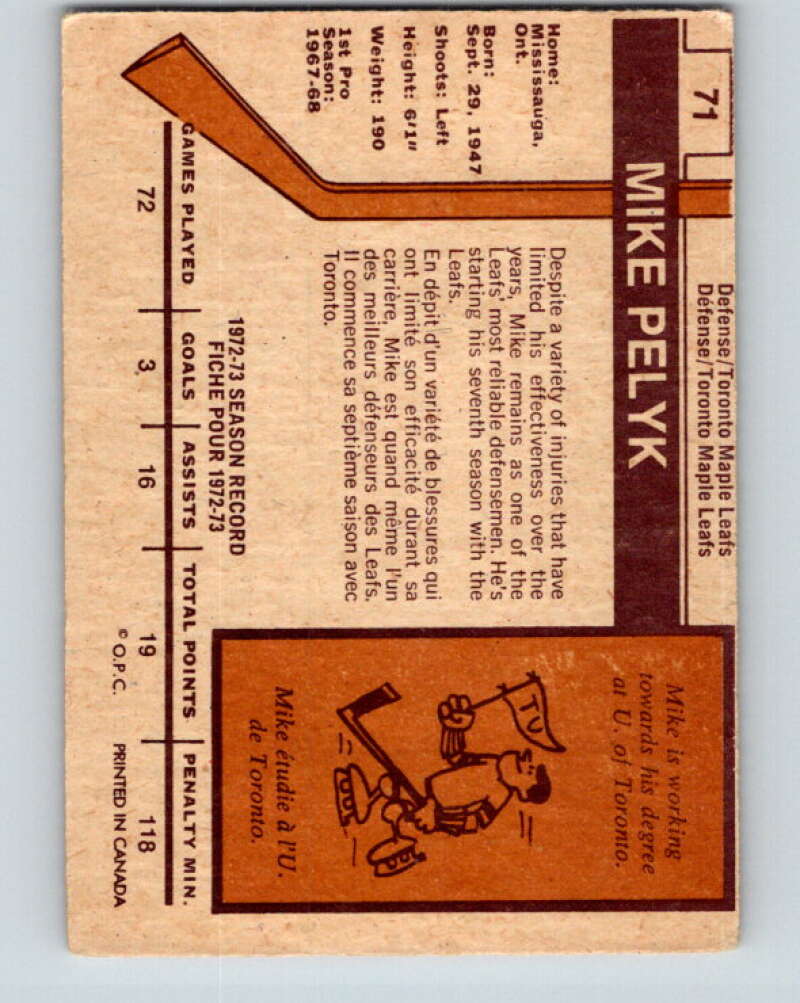 71
Defense/Toronto Maple Leafs
Défense/Toronto Maple Leafs
MIKE PELYK
Home:
Mississauga,
Ont.
Born:
Sept. 29, 1947
Shoots: Left
Height: 6'1"
Weight: 190
1st Pro
Season:
1967-68
Despite a variety of injuries that have
limited his effectiveness over the
years, Mike remains as one of the
Leafs' most reliable defensemen. He's
starting his seventh season with the
Leafs.
En dépit d'un variété de blessures qui
ont limité son efficacité durant sa
carrière, Mike est quand même l'un
des meilleurs défenseurs des Leafs.
Il commence sa septième saison avec
Toronto.
Mike is working
towards his degree
at U. of Toronto.
TU
Mike étudie à l'U.
de Toronto.
1972-73 SEASON RECORD
FICHE POUR 1972-73
GAMES PLAYED GOALS ASSISTS TOTAL POINTS PENALTY MIN.
72 3 16 19 118
© O.P.C. PRINTED IN CANADA